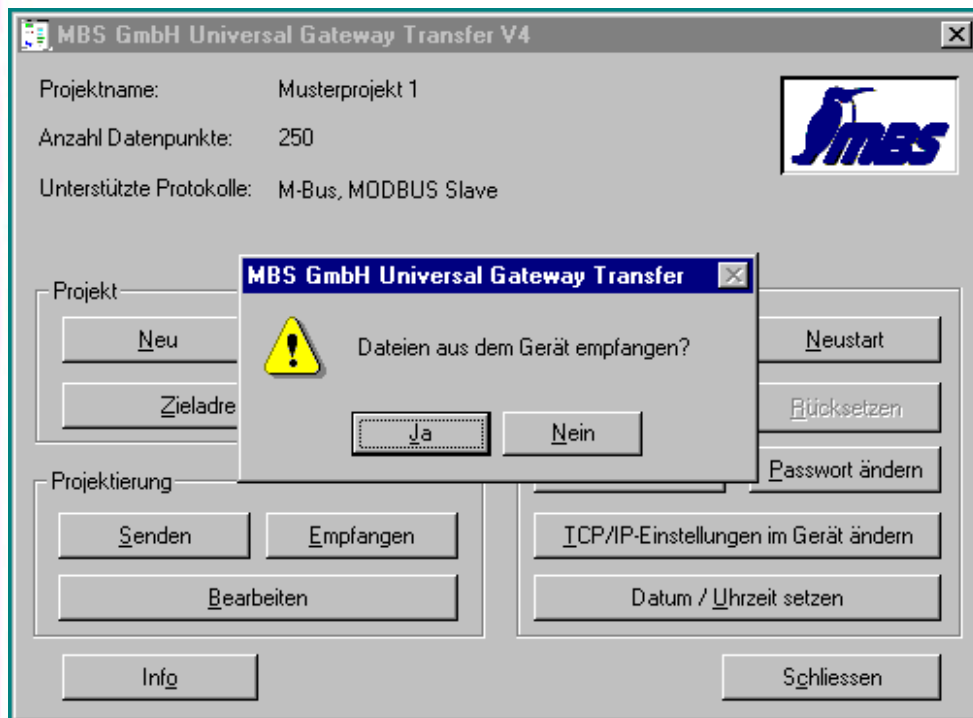 MBS GmbH Universal Gateway Transfer V4
Projektname: Musterprojekt 1
Anzahl Datenpunkte: 250
Unterstützte Protokolle: M-Bus, MODBUS Slave
MBS
MBS GmbH Universal Gateway Transfer
Dateien aus dem Gerät empfangen?
Ja Nein
Projekt
Neu Neustart
Zieladre Rücksetzen
Passwort ändern
Projektierung
Senden Empfangen TCP/IP-Einstellungen im Gerät ändern
Bearbeiten Datum / Uhrzeit setzen
Info Schliessen